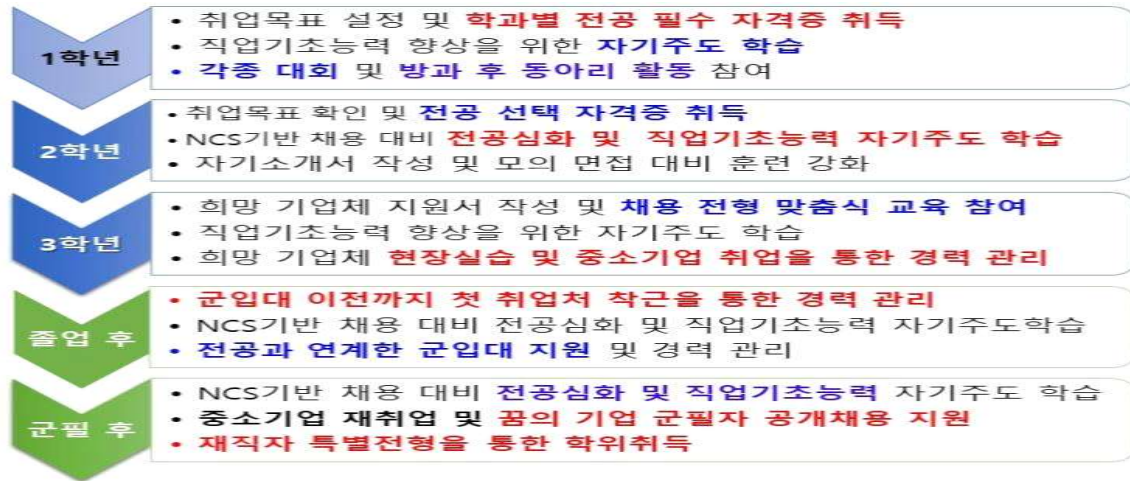 1학년
• 취업목표 설정 및 학과별 전공 필수 자격증 취득
• 직업기초능력 향상을 위한 자기주도 학습
• 각종 대회 및 방과 후 동아리 활동 참여
2학년
• 취업목표 확인 및 전공 선택 자격증 취득
• NCS기반 채용 대비 전공심화 및 직업기초능력 자기주도 학습
• 자기소개서 작성 및 모의 면접 대비 훈련 강화
3학년
• 희망 기업체 지원서 작성 및 채용 전형 맞춤식 교육 참여
• 직업기초능력 향상을 위한 자기주도 학습
• 희망 기업체 현장실습 및 중소기업 취업을 통한 경력 관리
졸업 후
• 군입대 이전까지 첫 취업처 착근을 통한 경력 관리
• NCS기반 채용 대비 전공심화 및 직업기초능력 자기주도학습
• 전공과 연계한 군입대 지원 및 경력 관리
군필 후
• NCS기반 채용 대비 전공심화 및 직업기초능력 자기주도 학습
• 중소기업 재취업 및 꿈의 기업 군필자 공개채용 지원
• 재직자 특별전형을 통한 학위취득